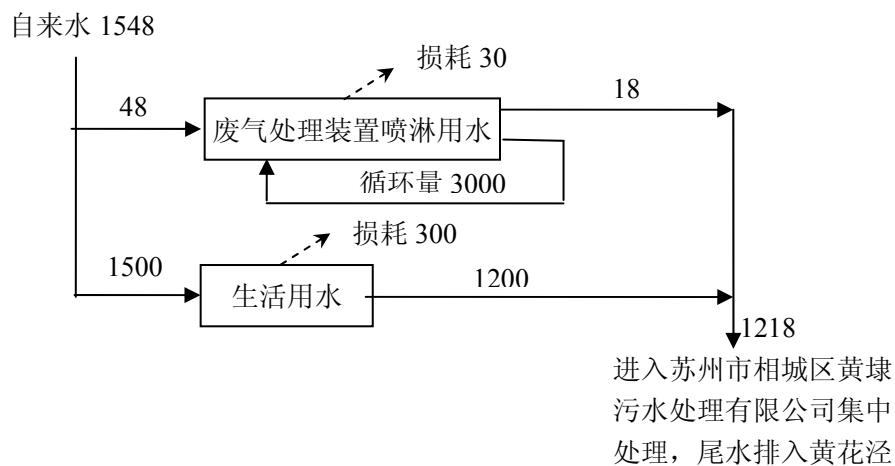 自来水 1548
损耗 30
48
18
废气处理装置喷淋用水
循环量 3000
损耗 300
1500
1200
生活用水
1218
进入苏州市相城区黄埭
污水处理有限公司集中
处理，尾水排入黄花泾